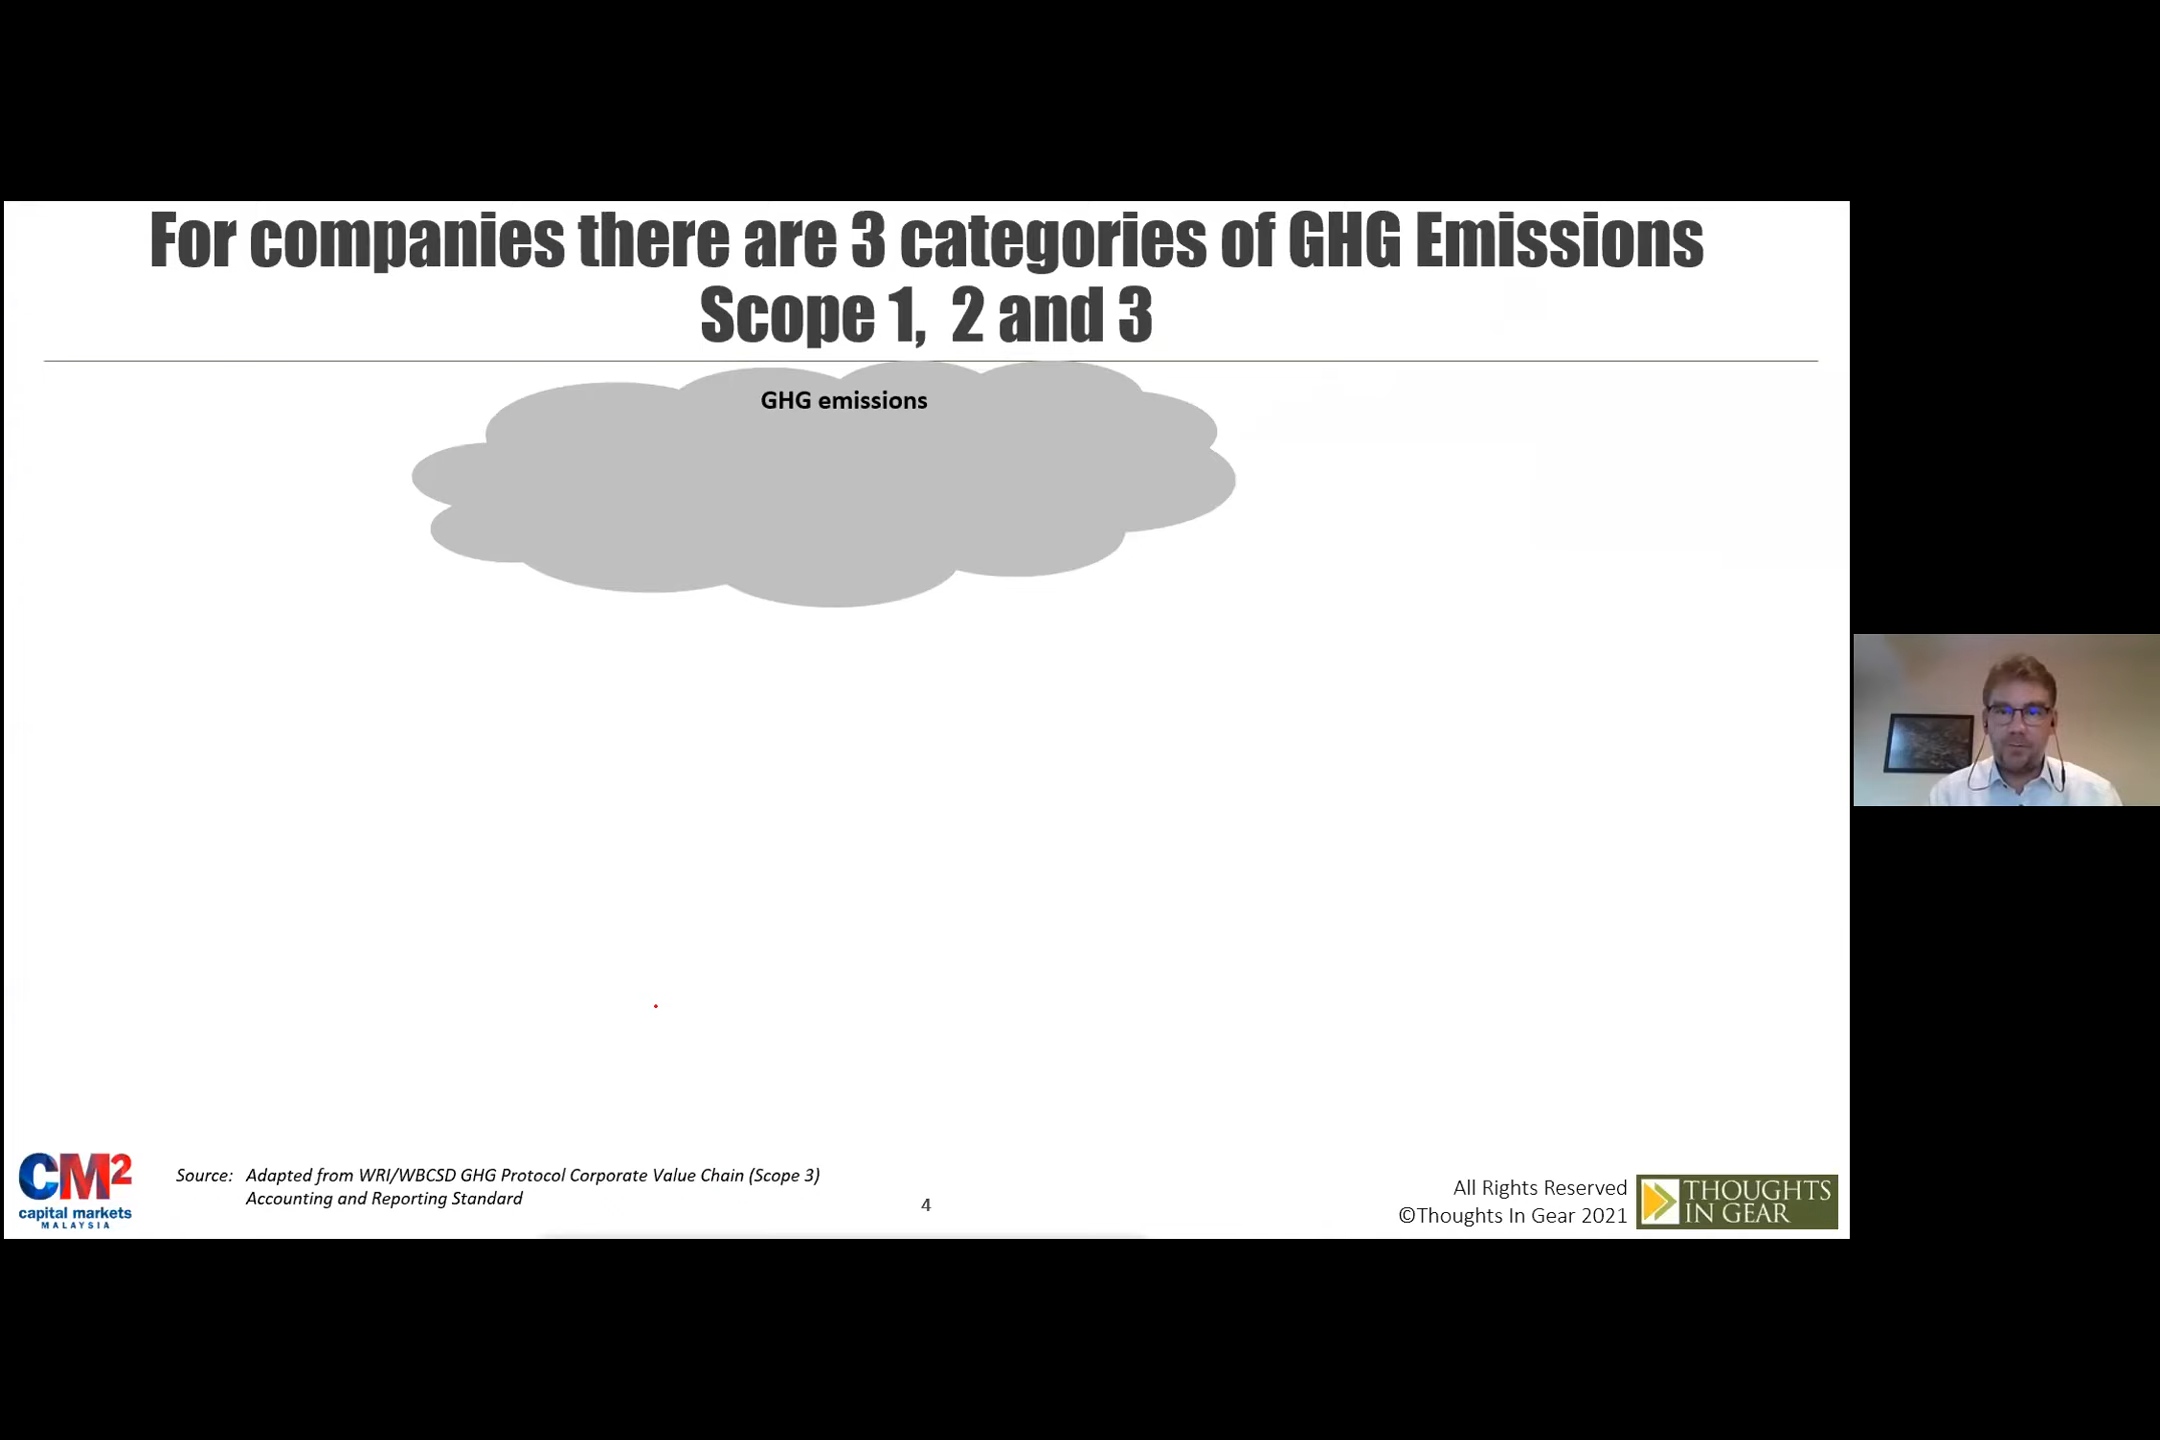 For companies there are 3 categories of GHG Emissions
Scope 1, 2 and 3
GHG emissions
CM2
capital markets
MALAYSIA
Source: Adapted from WRI/WBCSD GHG Protocol Corporate Value Chain (Scope 3)
Accounting and Reporting Standard
4
All Rights Reserved
©Thoughts In Gear 2021
THOUGHTS
IN GEAR